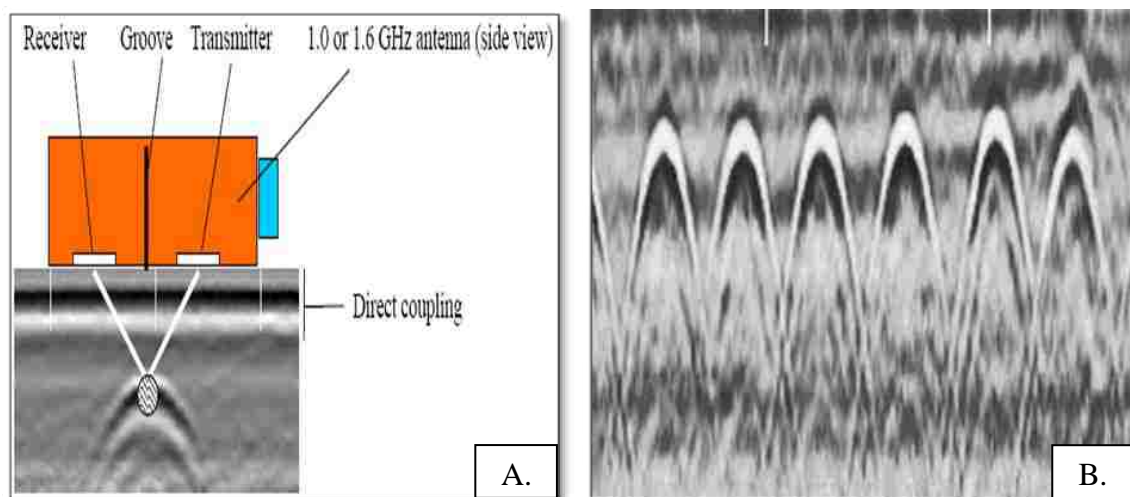 Receiver Groove Transmitter 1.0 or 1.6 GHz antenna (side view)
Direct coupling
A.
B.